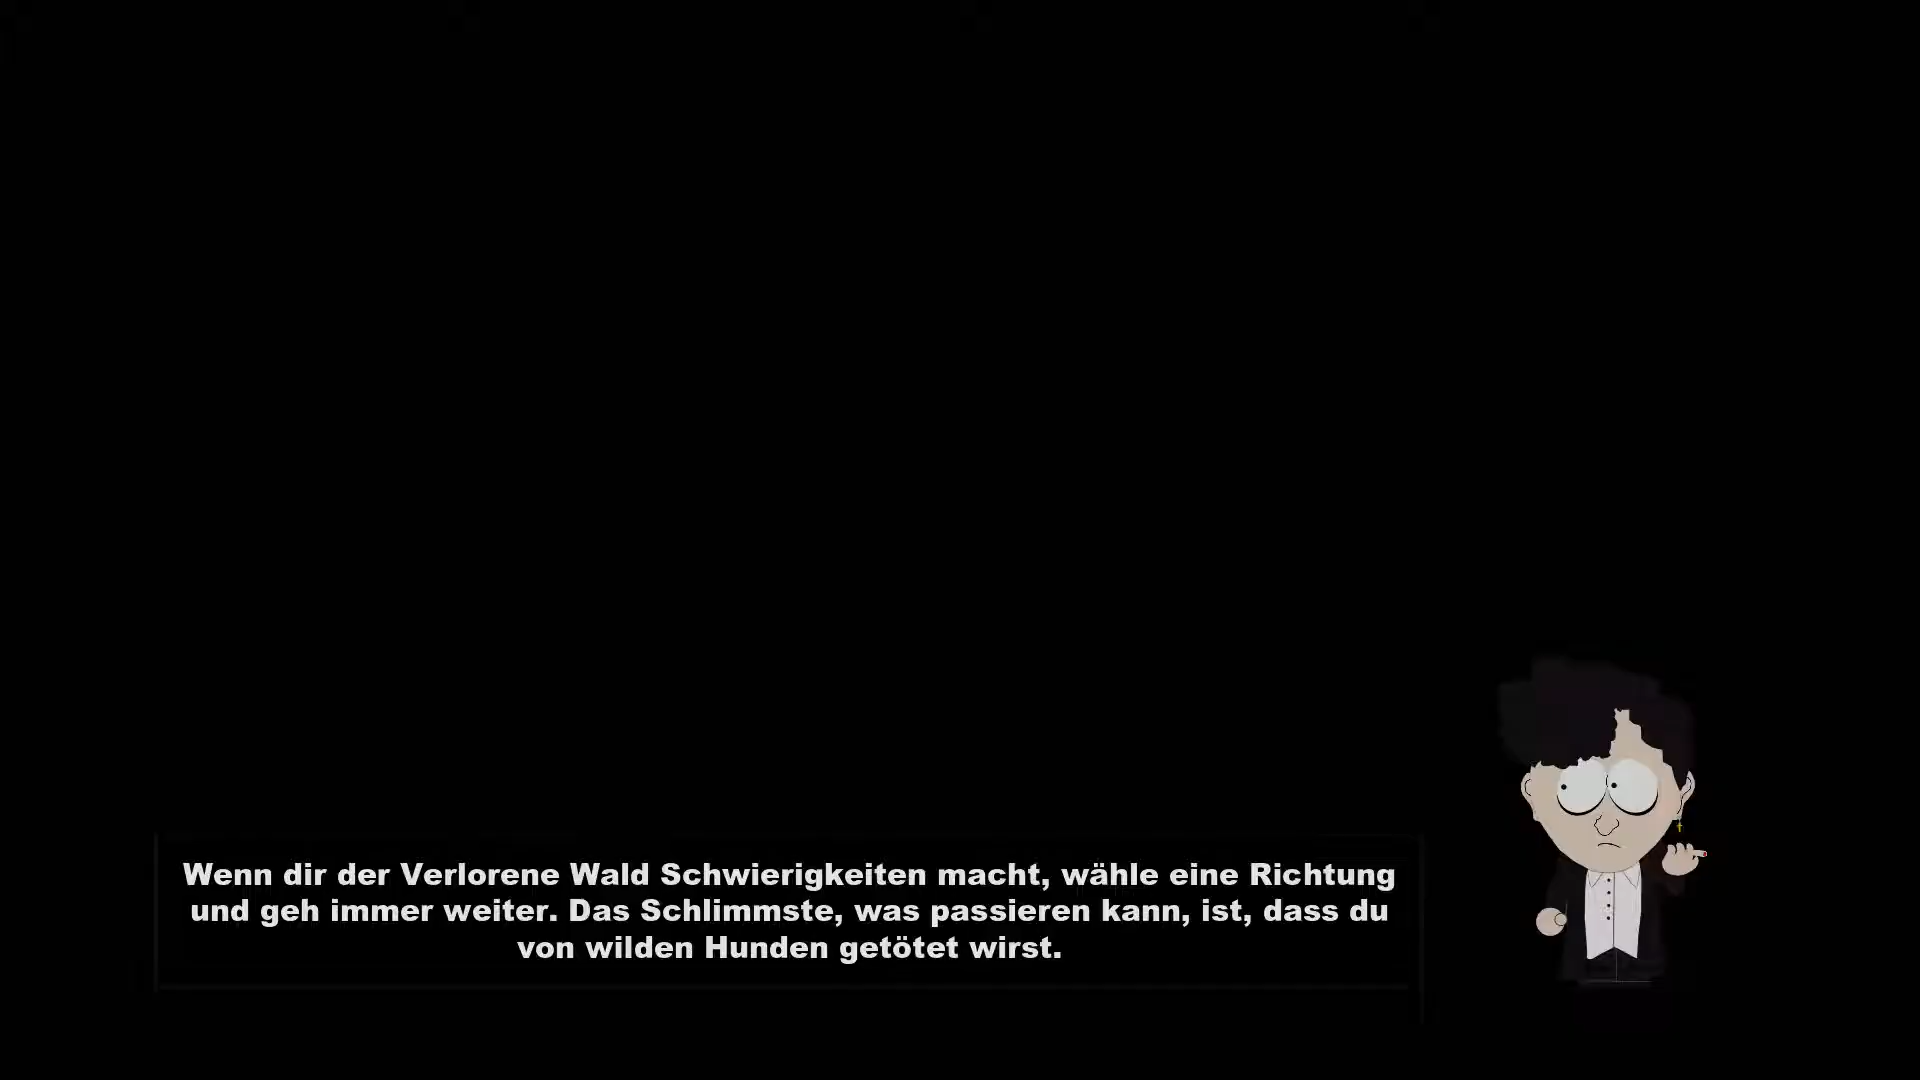 Wenn dir der Verlorene Wald Schwierigkeiten macht, wähle eine Richtung
und geh immer weiter. Das Schlimmste, was passieren kann, ist, dass du
von wilden Hunden getötet wirst.